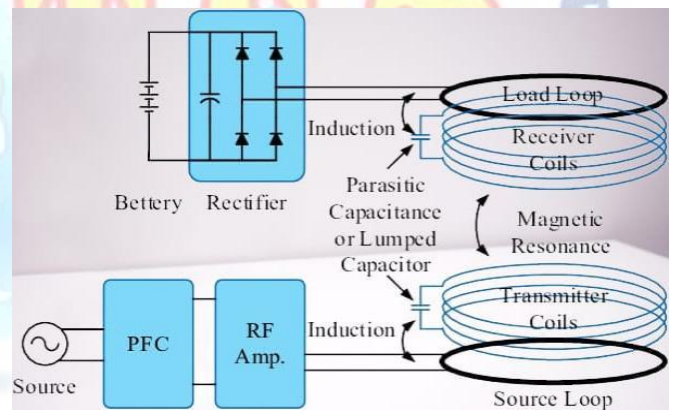 Load Loop
Induction
Receiver
Coils
Bettery
Rectifier
Parasitic
Capacitance
or Lumped
Capacitor
Magnetic
Resonance
Transmitter
Coils
PFC
RF
Amp.
Induction
Source
Source Loop